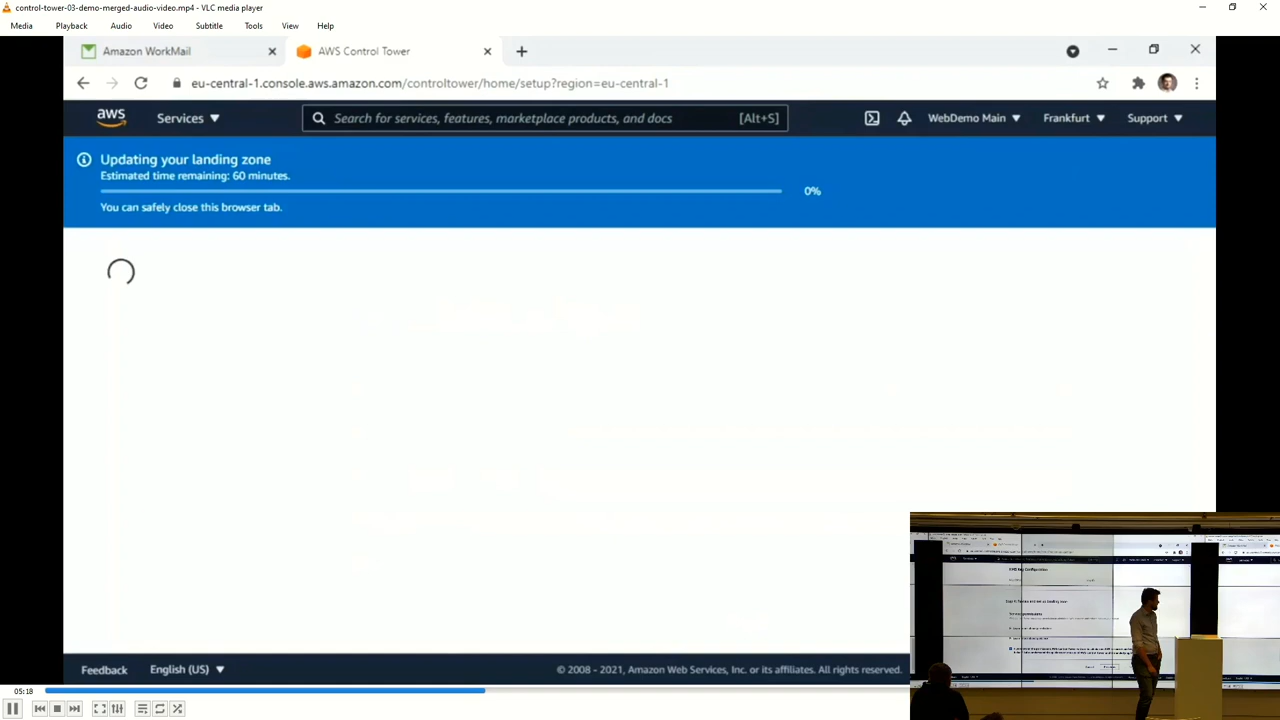 control-tower-03-demo-merged-audio-video.mp4 - VLC media player
Media Playback Audio Video Subtitle Tools View Help
Amazon WorkMail
AWS Control Tower
eu-central-1.console.aws.amazon.com/controltower/home/setup?region=eu-central-1
aws
Services
Search for services, features, marketplace products, and docs
[Alt+S]
WebDemo Main
Frankfurt
Support
Updating your landing zone
Estimated time remaining: 60 minutes.
0%
You can safely close this browser tab.
Feedback
English (US)
© 2008 - 2021, Amazon Web Services, Inc. or its affiliates. All rights reserved.
05:18